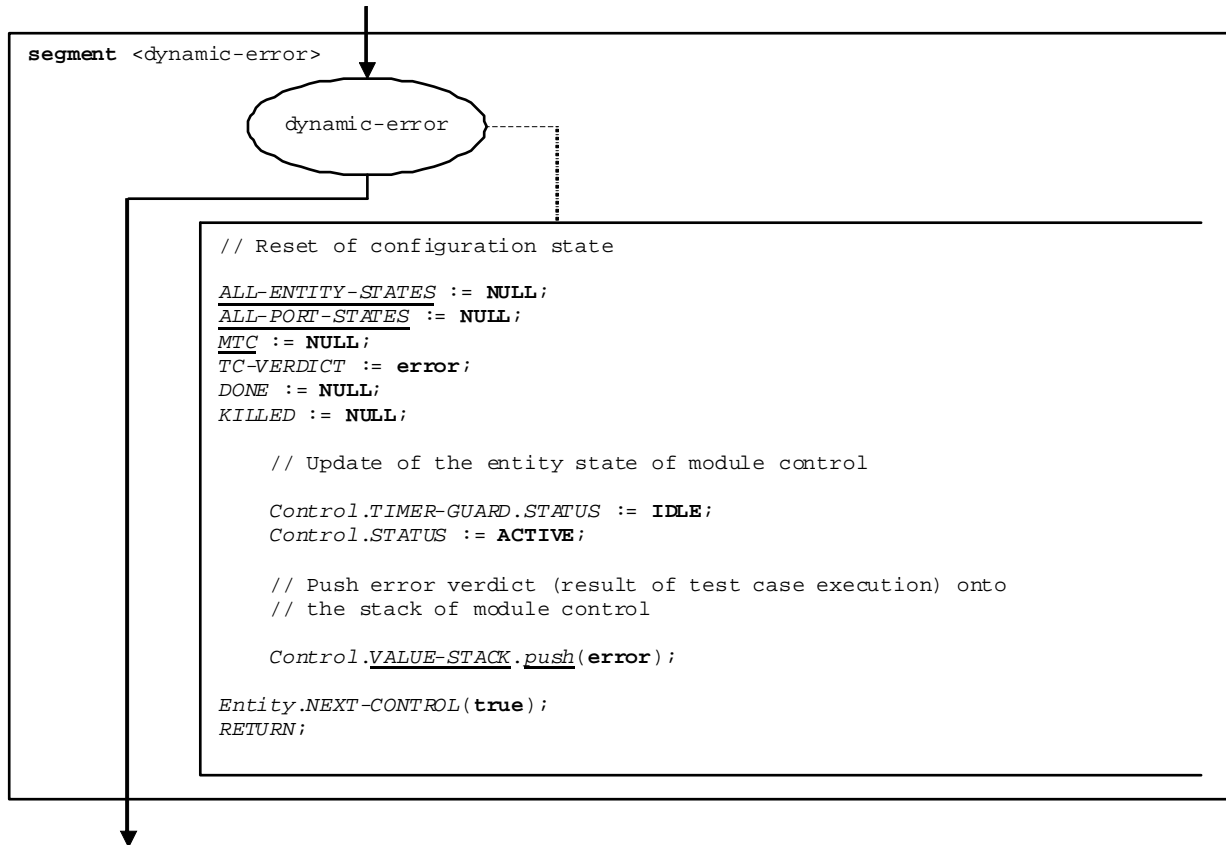 segment <dynamic-error>
dynamic-error
// Reset of configuration state
ALL-ENTITY-STATES := NULL;
ALL-PORT-STATES := NULL;
MTC := NULL;
TC-VERDICT := error;
DONE := NULL;
KILLED := NULL;
// Update of the entity state of module control
Control.TIMER-GUARD.STATUS := IDLE;
Control.STATUS := ACTIVE;
// Push error verdict (result of test case execution) onto
// the stack of module control
Control.VALUE-STACK.push(error);
Entity.NEXT-CONTROL(true);
RETURN;